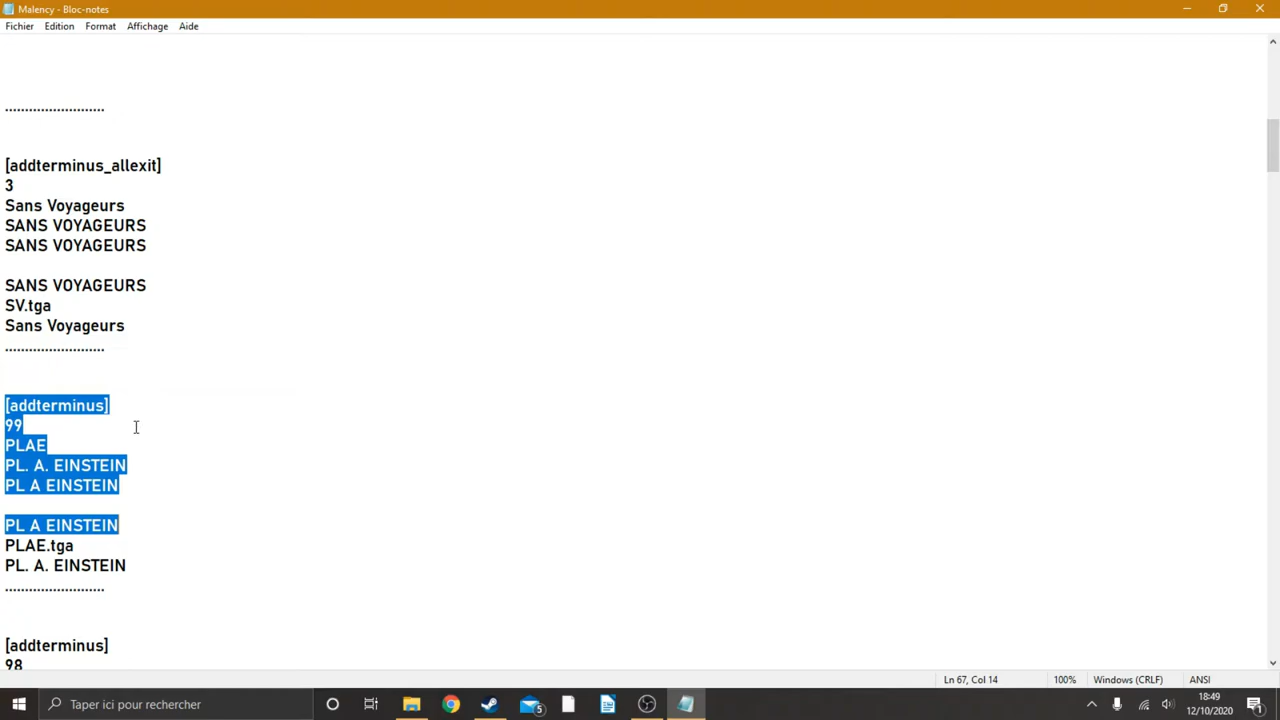 Malency - Bloc-notes
Fichier Edition Format Affichage Aide
.........................
[addterminus_allexit]
3
Sans Voyageurs
SANS VOYAGEURS
SANS VOYAGEURS
SANS VOYAGEURS
SV.tga
Sans Voyageurs
.........................
[addterminus]
99
PLAE
PL. A. EINSTEIN
PL A EINSTEIN
PL A EINSTEIN
PLAE.tga
PL. A. EINSTEIN
.........................
[addterminus]
98
Ln 67, Col 14 100% Windows (CRLF) ANSI
Taper ici pour rechercher 5 18:49
12/10/2020 1